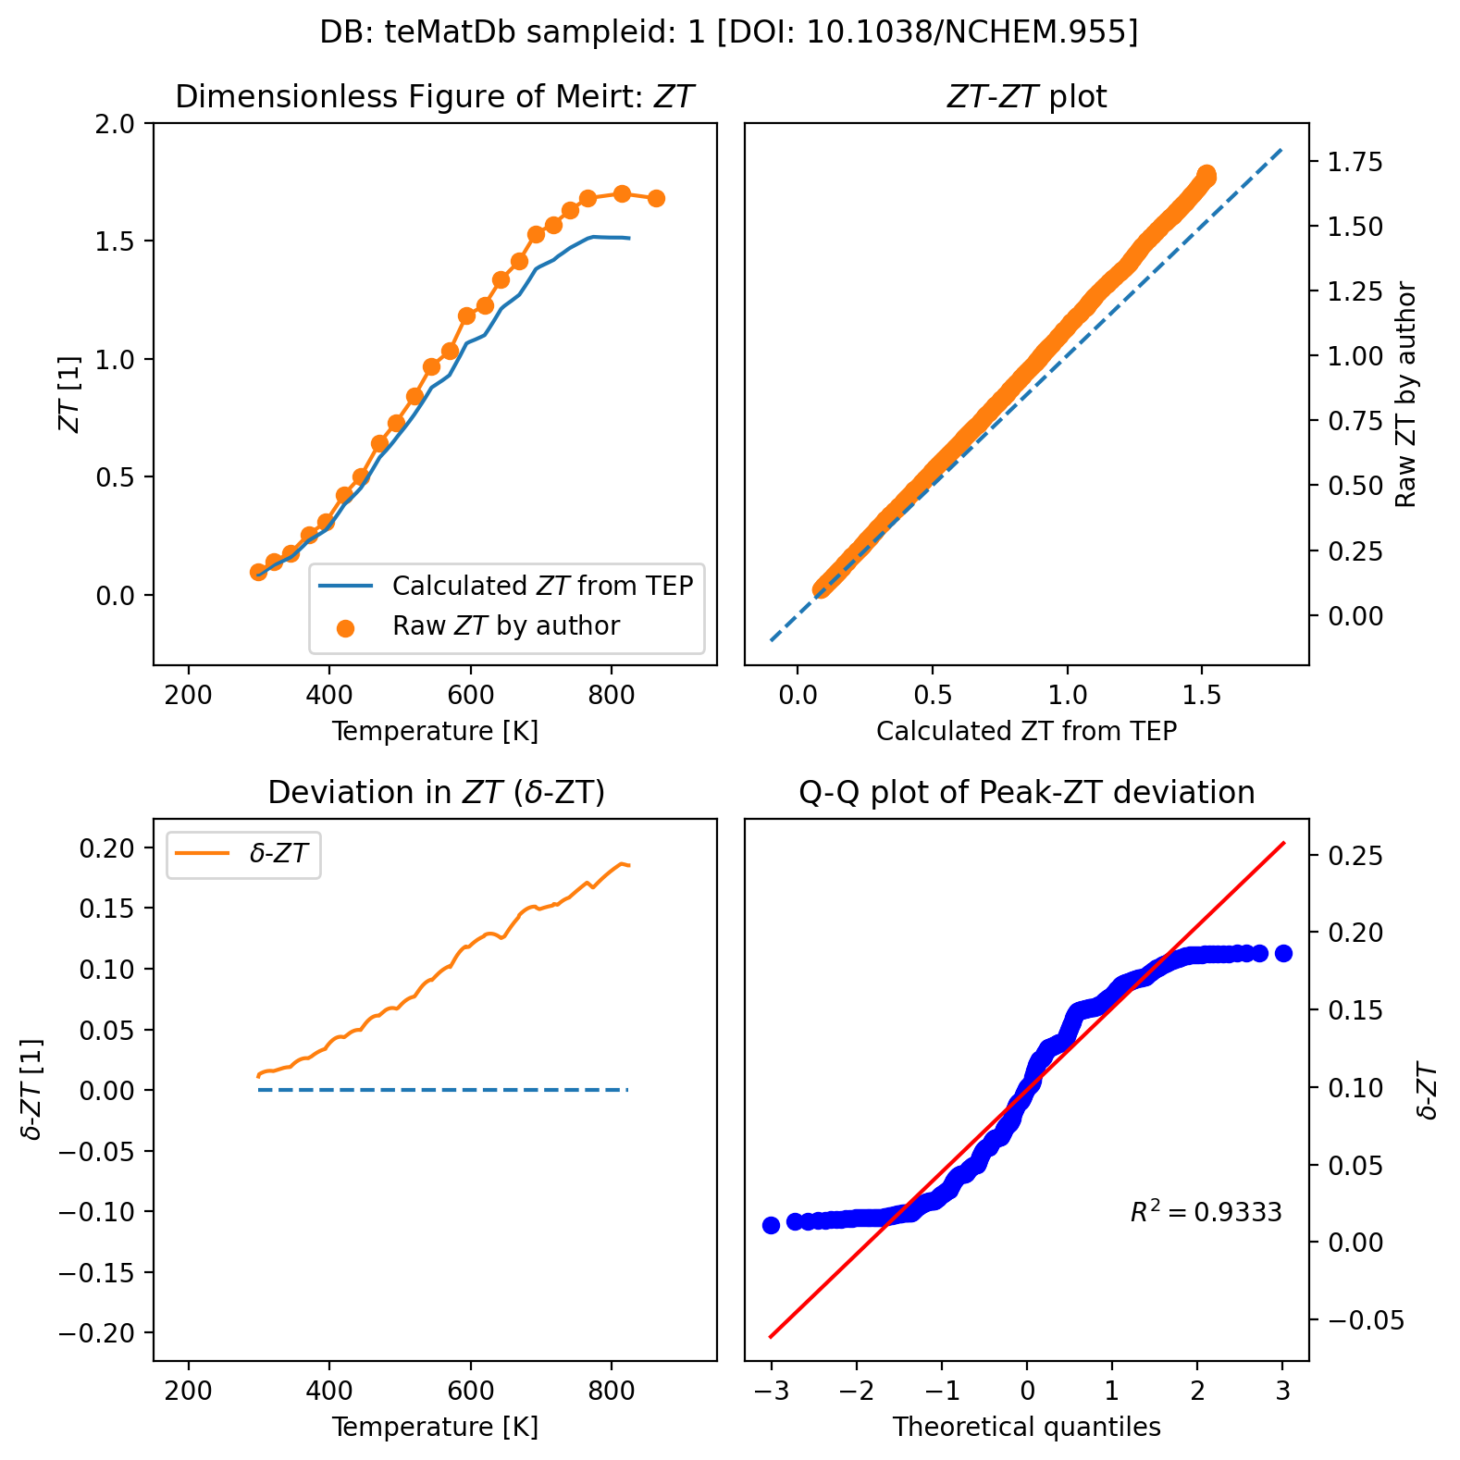 DB: teMatDb sampleid: 1 [DOI: 10.1038/NCHEM.955]
Dimensionless Figure of Meirt: ZT
2.0
1.5
1.0
0.5
0.0
ZT [1]
Calculated ZT from TEP
Raw ZT by author
200 400 600 800
Temperature [K]
ZT-ZT plot
1.75
1.50
1.25
1.00
0.75
0.50
0.25
0.00
Raw ZT by author
0.0 0.5 1.0 1.5
Calculated ZT from TEP
Deviation in ZT (δ-ZT)
0.20
0.15
0.10
0.05
0.00
−0.05
−0.10
−0.15
−0.20
δ-ZT [1]
δ-ZT
200 400 600 800
Temperature [K]
Q-Q plot of Peak-ZT deviation
0.25
0.20
0.15
0.10
0.05
0.00
−0.05
δ-ZT
R² = 0.9333
−3 −2 −1 0 1 2 3
Theoretical quantiles